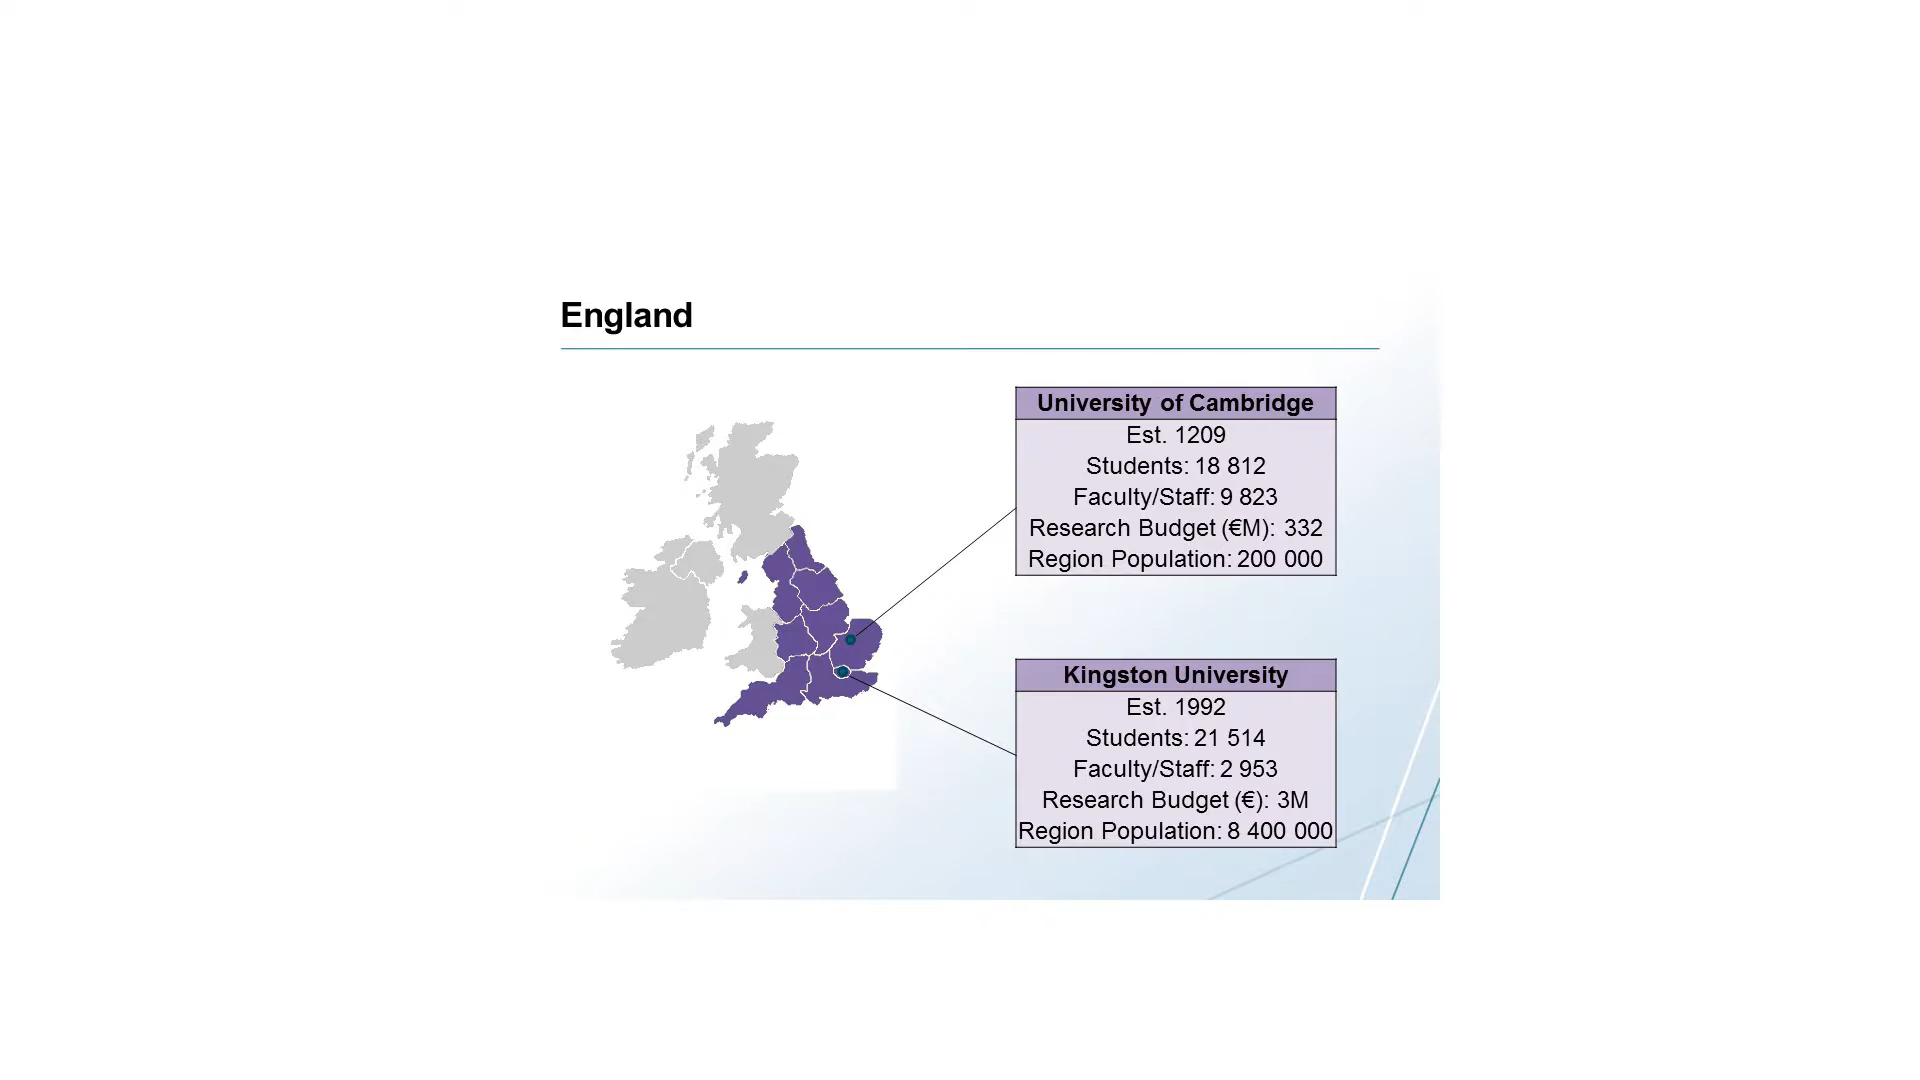 England
University of Cambridge
Est. 1209
Students: 18 812
Faculty/Staff: 9 823
Research Budget (€M): 332
Region Population: 200 000
Kingston University
Est. 1992
Students: 21 514
Faculty/Staff: 2 953
Research Budget (€): 3M
Region Population: 8 400 000